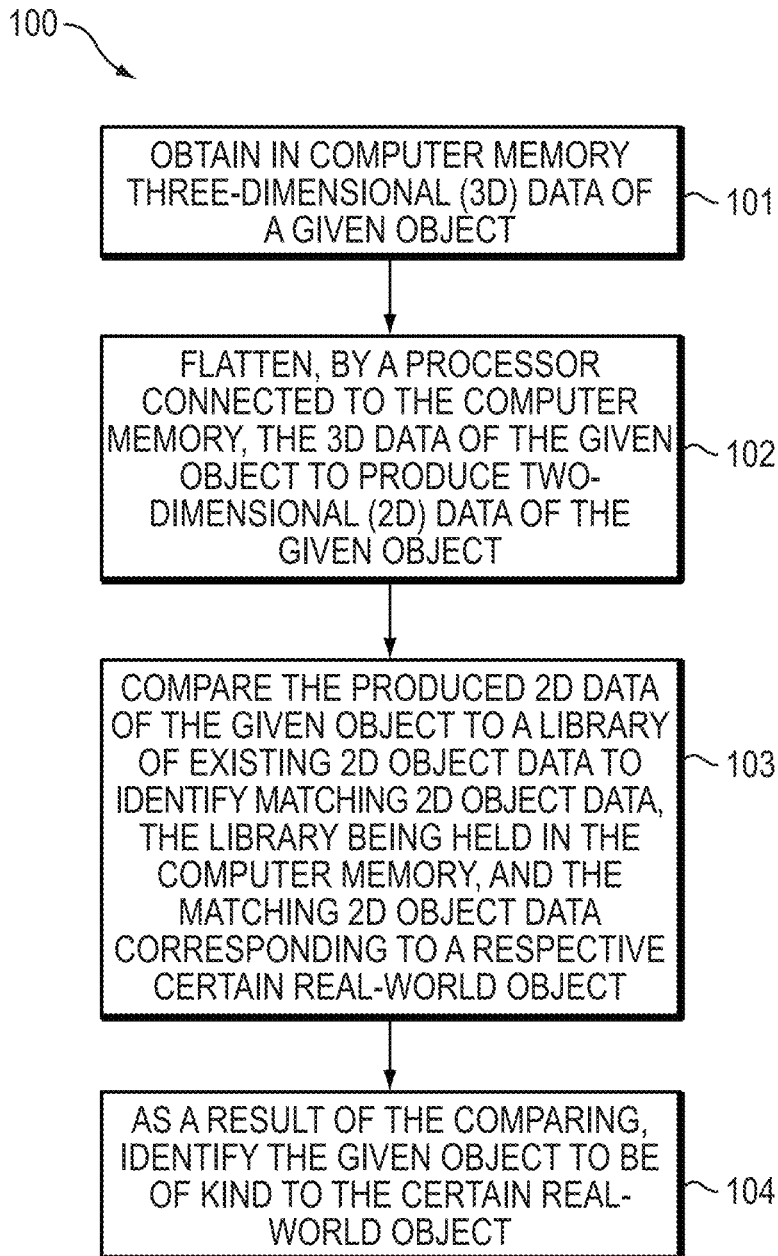 100
OBTAIN IN COMPUTER MEMORY
THREE-DIMENSIONAL (3D) DATA OF
A GIVEN OBJECT
101
FLATTEN, BY A PROCESSOR
CONNECTED TO THE COMPUTER
MEMORY, THE 3D DATA OF THE GIVEN
OBJECT TO PRODUCE TWO-
DIMENSIONAL (2D) DATA OF THE
GIVEN OBJECT
102
COMPARE THE PRODUCED 2D DATA
OF THE GIVEN OBJECT TO A LIBRARY
OF EXISTING 2D OBJECT DATA TO
IDENTIFY MATCHING 2D OBJECT DATA,
THE LIBRARY BEING HELD IN THE
COMPUTER MEMORY, AND THE
MATCHING 2D OBJECT DATA
CORRESPONDING TO A RESPECTIVE
CERTAIN REAL-WORLD OBJECT
103
AS A RESULT OF THE COMPARING,
IDENTIFY THE GIVEN OBJECT TO BE
OF KIND TO THE CERTAIN REAL-
WORLD OBJECT
104